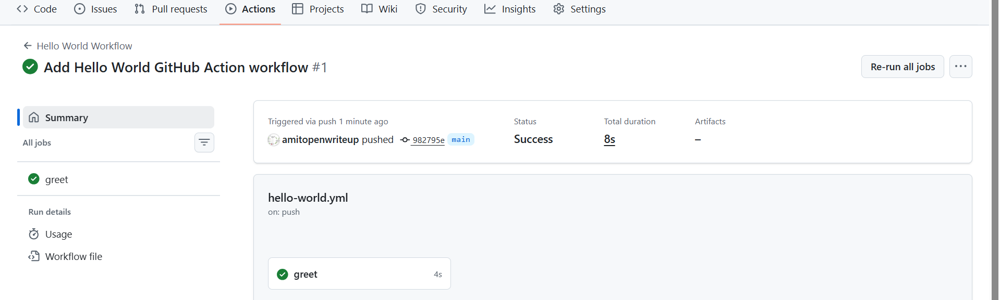 Code Issues Pull requests Actions Projects Wiki Security Insights Settings
Hello World Workflow
Add Hello World GitHub Action workflow #1
Re-run all jobs
Summary
All jobs
greet
Run details
Usage
Workflow file
Triggered via push 1 minute ago
amitopenwriteup pushed 982795e main
Status
Success
Total duration
8s
Artifacts
–
hello-world.yml
on: push
greet 4s